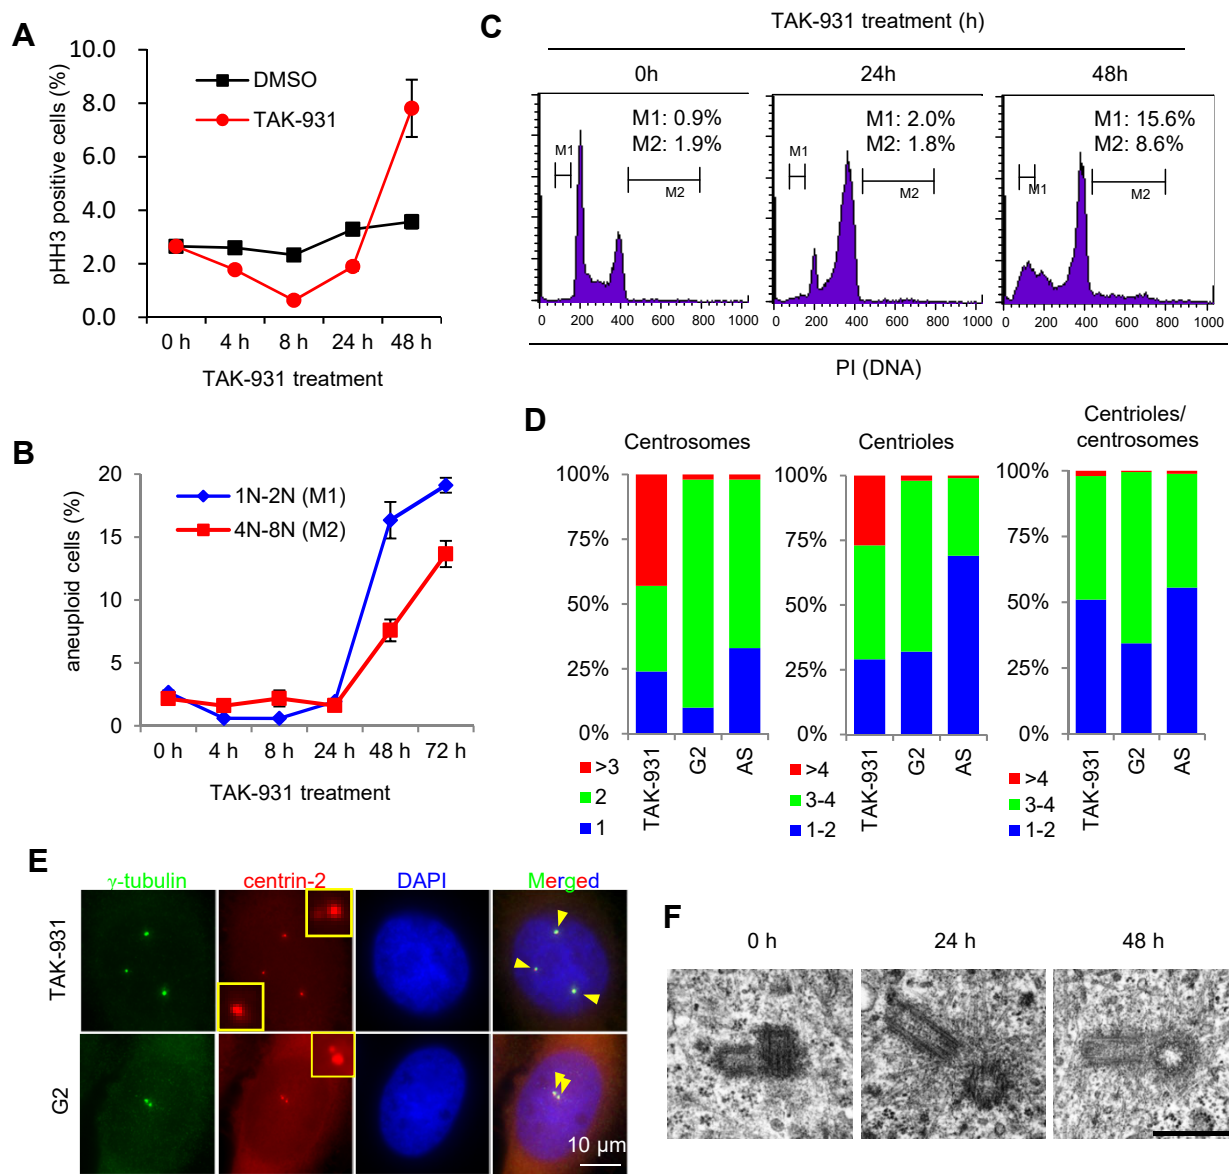 A
pHH3 positive cells (%)
10.0
8.0
6.0
4.0
2.0
0.0
DMSO
TAK-931
0 h 4 h 8 h 24 h 48 h
TAK-931 treatment
B
aneuploid cells (%)
20
15
10
5
0
1N-2N (M1)
4N-8N (M2)
0 h 4 h 8 h 24 h 48 h 72 h
TAK-931 treatment
C
TAK-931 treatment (h)
0h 24h 48h
M1: 0.9%
M2: 1.9%
M1
M2
0 200 400 600 800 1000
M1: 2.0%
M2: 1.8%
M1
M2
0 200 400 600 800 1000
M1: 15.6%
M2: 8.6%
M1
M2
0 200 400 600 800 1000
PI (DNA)
D
Centrosomes
100%
75%
50%
25%
0%
TAK-931 G2 AS
>3
2
1
Centrioles
100%
75%
50%
25%
0%
TAK-931 G2 AS
>4
3-4
1-2
Centrioles/
centrosomes
100%
75%
50%
25%
0%
TAK-931 G2 AS
>4
3-4
1-2
E
γ-tubulin centrin-2 DAPI Merged
TAK-931
G2
10 μm
F
0 h 24 h 48 h